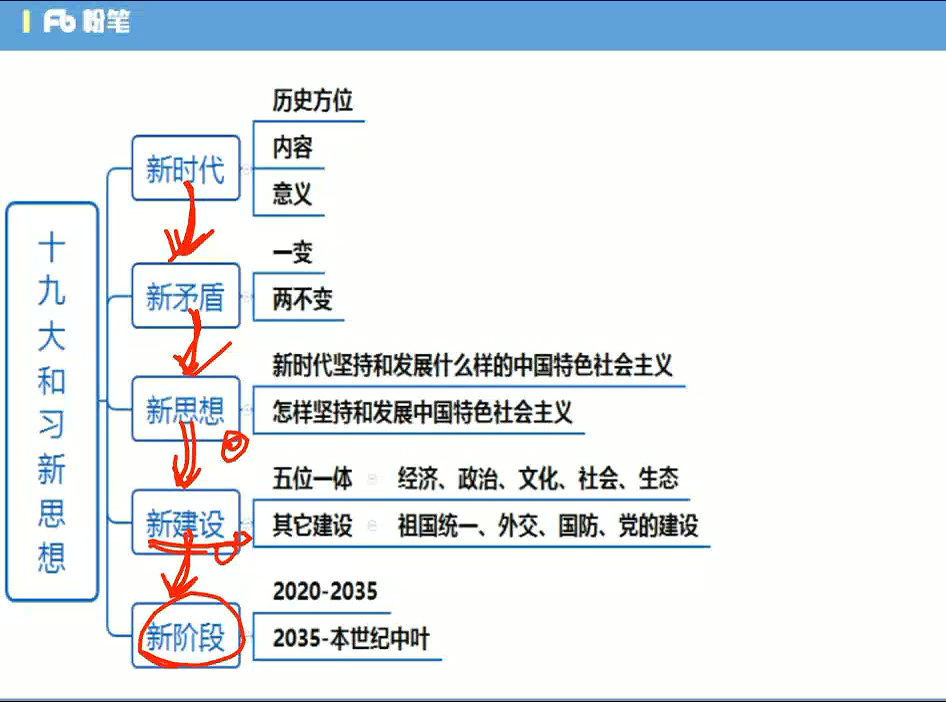 Fb 粉笔
十九大和习新思想
新时代
历史方位
内容
意义
新矛盾
一变
两不变
新思想
新时代坚持和发展什么样的中国特色社会主义
怎样坚持和发展中国特色社会主义
新建设
五位一体 经济、政治、文化、社会、生态
其它建设 祖国统一、外交、国防、党的建设
新阶段
2020-2035
2035-本世纪中叶